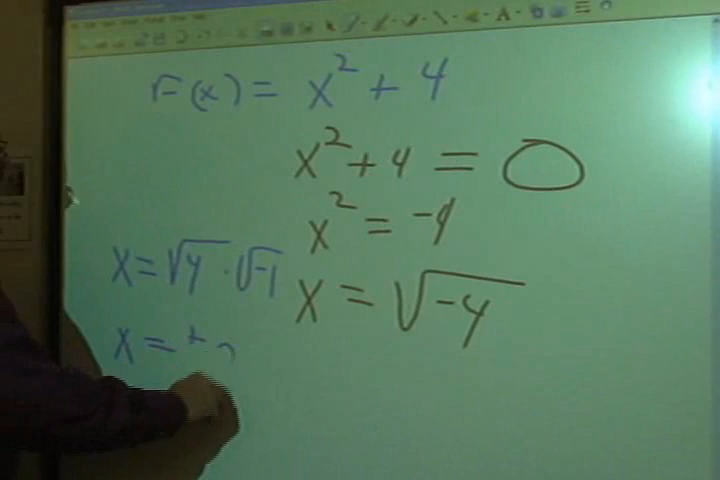 F(x) = x² + 4
x² + 4 = 0
x² = -4
x = √-4
x = √4 · √-1
x = ±